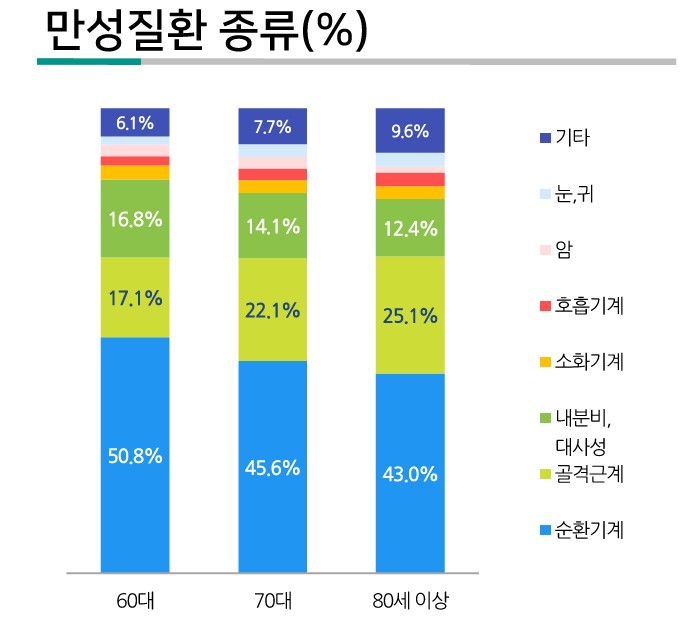 만성질환 종류(%)
6.1% 7.7% 9.6%
16.8% 14.1% 12.4%
17.1% 22.1% 25.1%
50.8% 45.6% 43.0%
60대 70대 80세 이상
기타
눈,귀
암
호흡기계
소화기계
내분비,
대사성
골격근계
순환기계